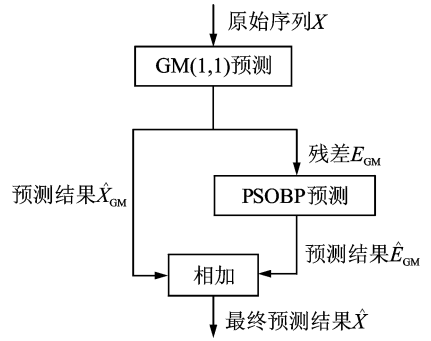 原始序列X
GM(1,1)预测
残差E_GM
预测结果X̂_GM
PSOBP预测
预测结果Ê_GM
相加
最终预测结果X̂